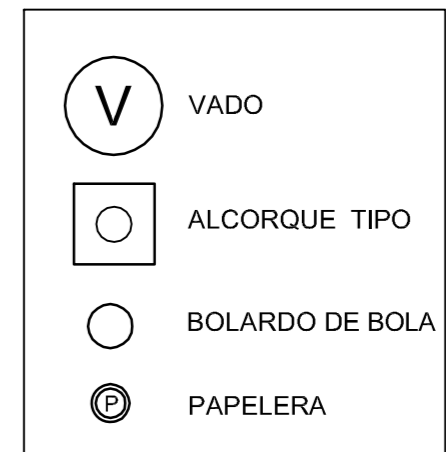 V VADO
ALCORQUE TIPO
BOLARDO DE BOLA
P PAPELERA